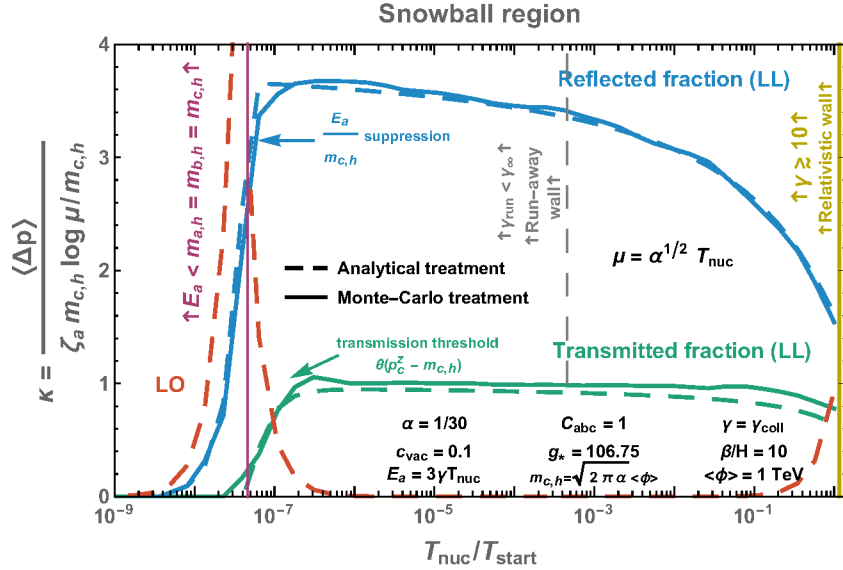 Snowball region
Reflected fraction (LL)
E_a / m_{c,h} suppression
↑E_a < m_{a,h} = m_{b,h} = m_{c,h}↑
↑γ_run < γ_∞↑
↑Run-away
wall↑
↑γ ≳ 10↑
↑Relativistic wall↑
Analytical treatment
Monte-Carlo treatment
μ = α^{1/2} T_nuc
transmission threshold
θ(p_c^z - m_{c,h})
Transmitted fraction (LL)
LO
α = 1/30
C_abc = 1
γ = γ_coll
c_vac = 0.1
g_* = 106.75
β/H = 10
E_a = 3γT_nuc
m_{c,h}=√2 π α <ϕ>
<ϕ> = 1 TeV
κ = ⟨Δp⟩ / ζ_a m_{c,h} log μ/m_{c,h}
4
3
2
1
0
10^{-9}
10^{-7}
10^{-5}
10^{-3}
10^{-1}
T_nuc/T_start